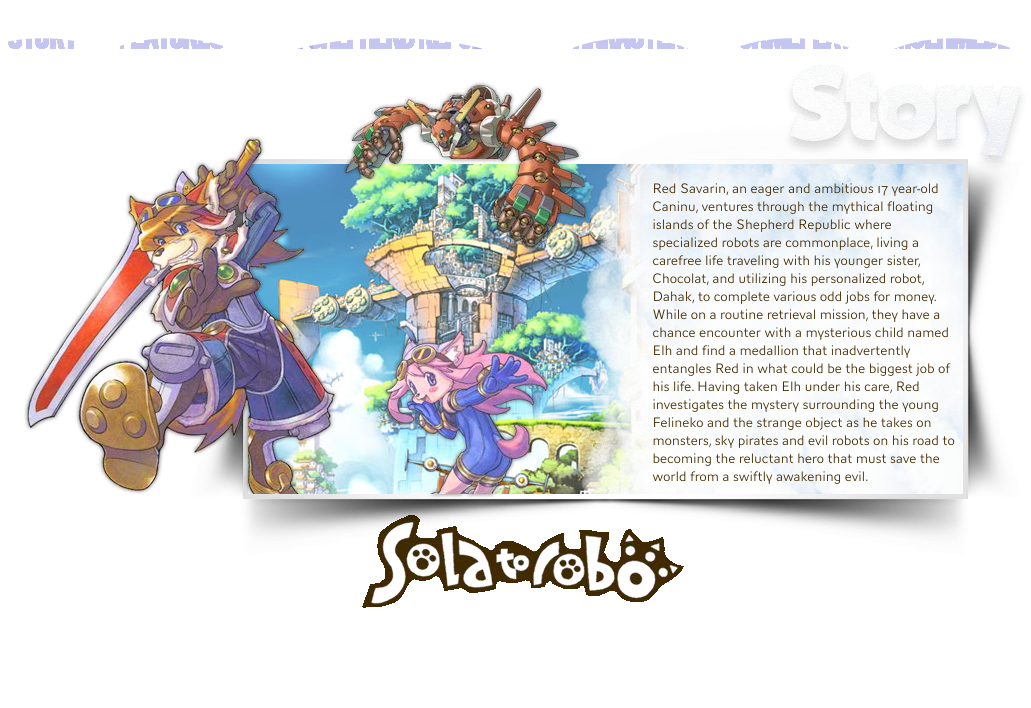 STORY FEATURES
Story
Red Savarin, an eager and ambitious 17 year-old
Caninu, ventures through the mythical floating
islands of the Shepherd Republic where
specialized robots are commonplace, living a
carefree life traveling with his younger sister,
Chocolat, and utilizing his personalized robot,
Dahak, to complete various odd jobs for money.
While on a routine retrieval mission, they have a
chance encounter with a mysterious child named
Elh and find a medallion that inadvertently
entangles Red in what could be the biggest job of
his life. Having taken Elh under his care, Red
investigates the mystery surrounding the young
Felineko and the strange object as he takes on
monsters, sky pirates and evil robots on his road to
becoming the reluctant hero that must save the
world from a swiftly awakening evil.
Solatorobo